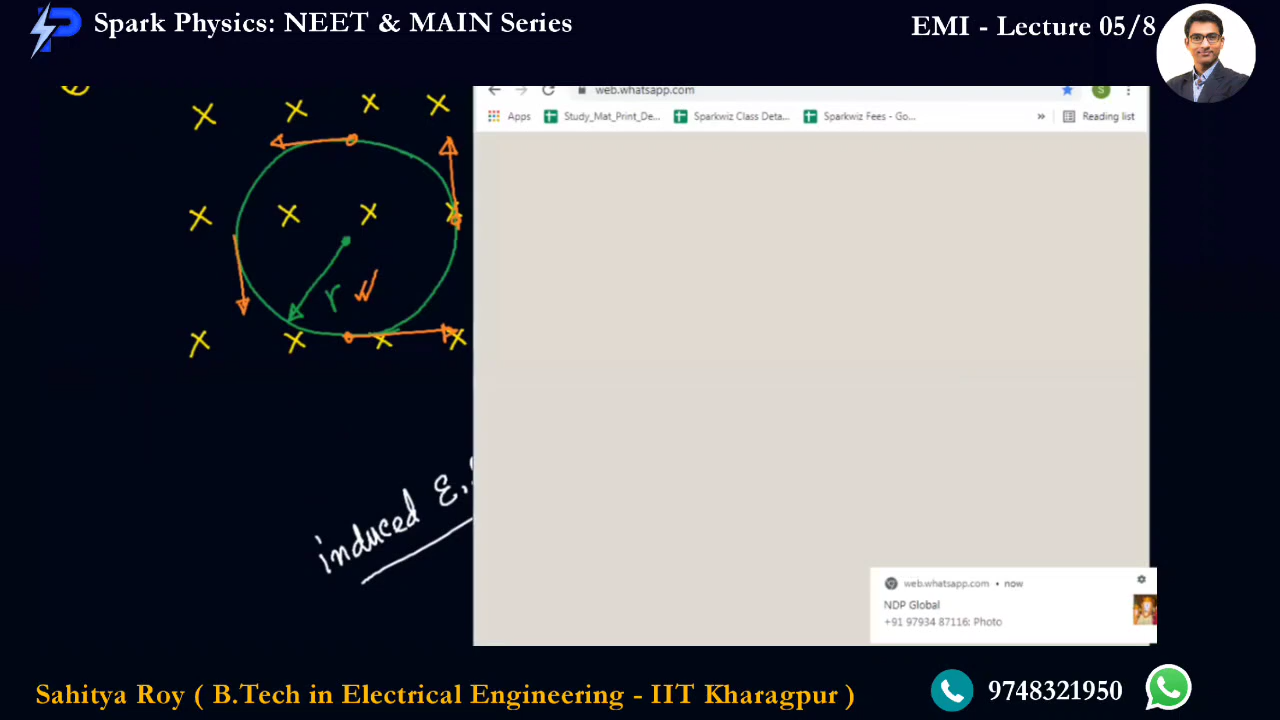 Spark Physics: NEET & MAIN Series
EMI - Lecture 05/8
web.whatsapp.com
S
Apps
Study_Mat_Print_De...
Sparkwiz Class Deta...
Sparkwiz Fees - Go...
»
Reading list
x x x x
x x x x
r
x x x x
induced E,
web.whatsapp.com • now
NDP Global
+91 97934 87116: Photo
Sahitya Roy ( B.Tech in Electrical Engineering - IIT Kharagpur )
9748321950